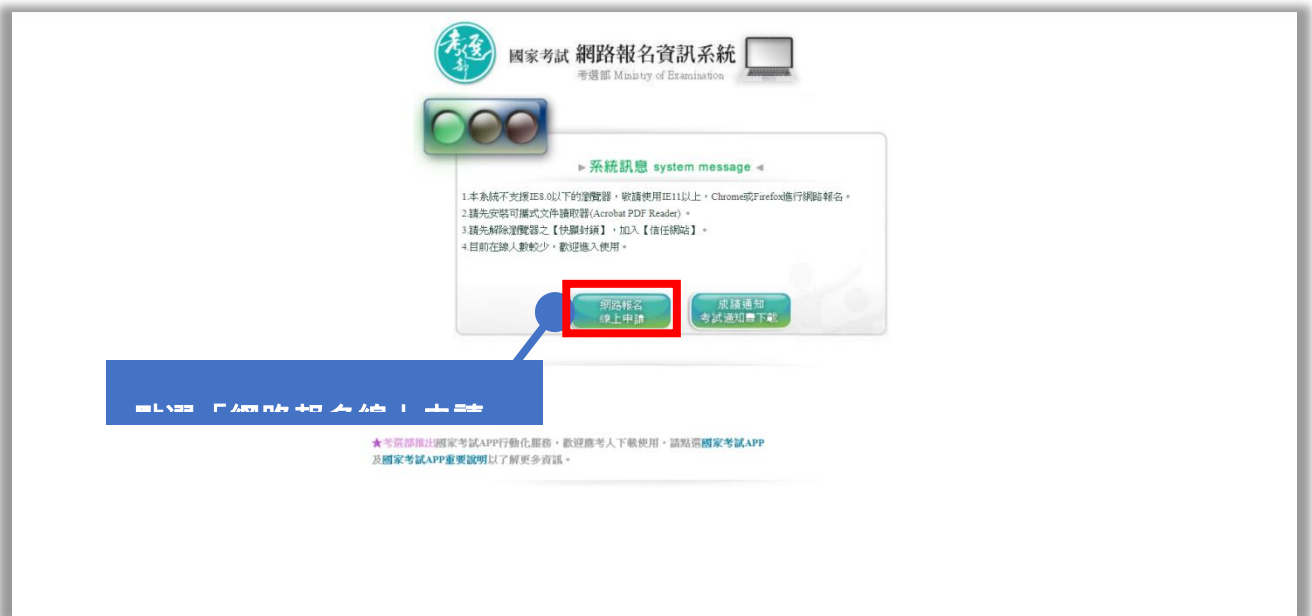 考選部
國家考試 網路報名資訊系統
考選部 Ministry of Examination
▶ 系統訊息 system message ◀
1.本系統不支援IE8.0以下的瀏覽器，敬請使用IE11以上，Chrome或Firefox進行網路報名。
2.請先安裝可攜式文件讀取器(Acrobat PDF Reader) 。
3.請先解除瀏覽器之【快顯封鎖】，加入【信任網站】。
4.目前在線人數較少，歡迎進入使用。
網路報名
線上申請
成績通知
考試通知書下載
點選「網路報名線上申請
★考選部推出國家考試APP行動化服務，歡迎應考人下載使用，請點選國家考試APP
及國家考試APP重要說明以了解更多資訊。